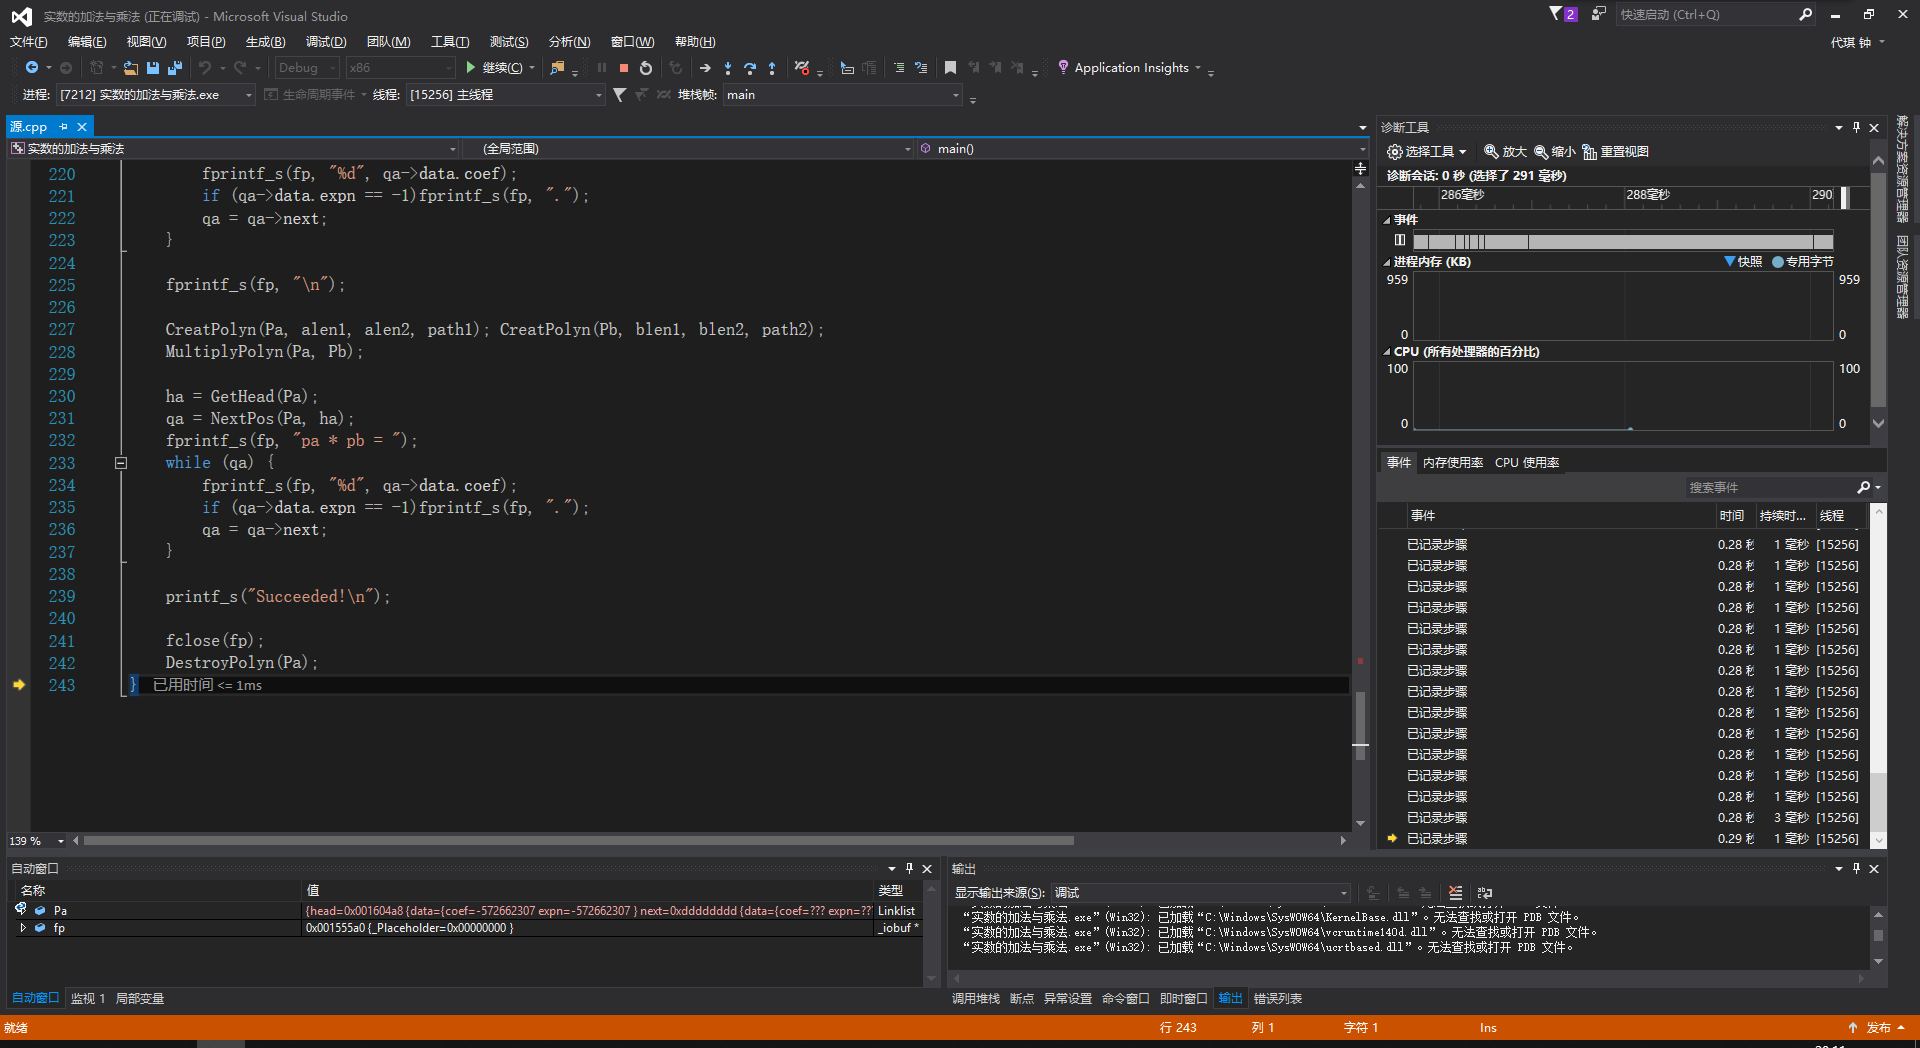 实数的加法与乘法 (正在调试) - Microsoft Visual Studio
2
快速启动 (Ctrl+Q)
文件(F) 编辑(E) 视图(V) 项目(P) 生成(B) 调试(D) 团队(M) 工具(T) 测试(S) 分析(N) 窗口(W) 帮助(H)
代琪 钟
Debug x86 继续(C) Application Insights
进程: [7212] 实数的加法与乘法.exe 生命周期事件 线程: [15256] 主线程 堆栈帧: main
源.cpp
实数的加法与乘法 (全局范围) main()
220 fprintf_s(fp, "%d", qa->data.coef);
221 if (qa->data.expn == -1)fprintf_s(fp, ".");
222 qa = qa->next;
223 }
224
225 fprintf_s(fp, "\n");
226
227 CreatPolyn(Pa, alen1, alen2, path1); CreatPolyn(Pb, blen1, blen2, path2);
228 MultiplyPolyn(Pa, Pb);
229
230 ha = GetHead(Pa);
231 qa = NextPos(Pa, ha);
232 fprintf_s(fp, "pa * pb = ");
233 while (qa) {
234 fprintf_s(fp, "%d", qa->data.coef);
235 if (qa->data.expn == -1)fprintf_s(fp, ".");
236 qa = qa->next;
237 }
238
239 printf_s("Succeeded!\n");
240
241 fclose(fp);
242 DestroyPolyn(Pa);
243 } 已用时间 <= 1ms
139 %
诊断工具
选择工具 放大 缩小 重置视图
诊断会话: 0 秒 (选择了 291 毫秒)
286毫秒 288毫秒 290
事件
进程内存 (KB) 快照 专用字节
959 959
0 0
CPU (所有处理器的百分比)
100 100
0 0
事件 内存使用率 CPU 使用率
搜索事件
事件 时间 持续时... 线程
已记录步骤 0.28 秒 1 毫秒 [15256]
已记录步骤 0.28 秒 1 毫秒 [15256]
已记录步骤 0.28 秒 1 毫秒 [15256]
已记录步骤 0.28 秒 1 毫秒 [15256]
已记录步骤 0.28 秒 1 毫秒 [15256]
已记录步骤 0.28 秒 1 毫秒 [15256]
已记录步骤 0.28 秒 1 毫秒 [15256]
已记录步骤 0.28 秒 1 毫秒 [15256]
已记录步骤 0.28 秒 1 毫秒 [15256]
已记录步骤 0.28 秒 1 毫秒 [15256]
已记录步骤 0.28 秒 1 毫秒 [15256]
已记录步骤 0.28 秒 1 毫秒 [15256]
已记录步骤 0.28 秒 1 毫秒 [15256]
已记录步骤 0.28 秒 3 毫秒 [15256]
已记录步骤 0.29 秒 1 毫秒 [15256]
解决方案资源管理器
团队资源管理器
自动窗口
名称 值 类型
Pa {head=0x001604a8 {data={coef=-572662307 expn=-572662307 } next=0xdddddddd {data={coef=??? expn=?? Linklist
fp 0x001555a0 {_Placeholder=0x00000000 } _iobuf *
自动窗口 监视 1 局部变量
输出
显示输出来源(S): 调试
“实数的加法与乘法.exe”(Win32): 已加载“C:\Windows\SysWOW64\KernelBase.dll”。无法查找或打开 PDB 文件。
“实数的加法与乘法.exe”(Win32): 已加载“C:\Windows\SysWOW64\vcruntime140d.dll”。无法查找或打开 PDB 文件。
“实数的加法与乘法.exe”(Win32): 已加载“C:\Windows\SysWOW64\ucrtbased.dll”。无法查找或打开 PDB 文件。
调用堆栈 断点 异常设置 命令窗口 即时窗口 输出 错误列表
就绪 行 243 列 1 字符 1 Ins 发布